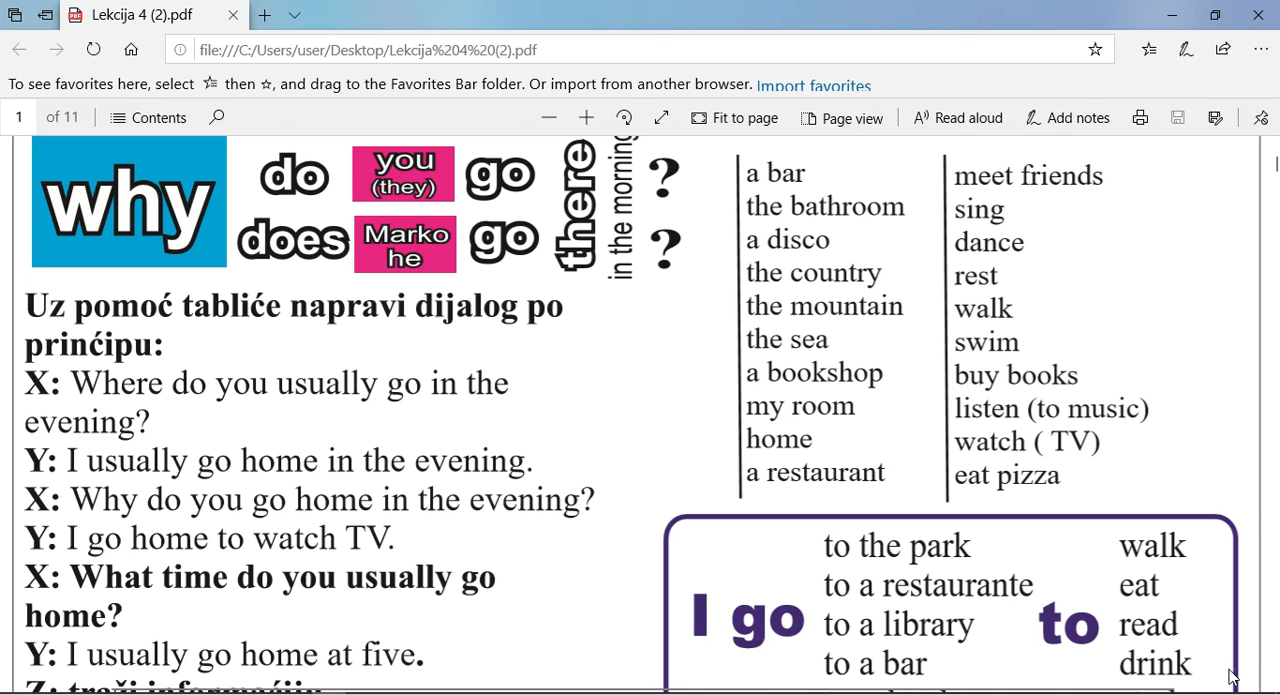 Lekcija 4 (2).pdf
file:///C:/Users/user/Desktop/Lekcija%204%20(2).pdf
To see favorites here, select then ☆, and drag to the Favorites Bar folder. Or import from another browser. Import favorites
1 of 11 Contents Fit to page Page view Read aloud Add notes
why
do you (they) go
does Marko he go
there
in the morning
?
?
Uz pomoć tabliće napravi dijalog po
prinćipu:
X: Where do you usually go in the
evening?
Y: I usually go home in the evening.
X: Why do you go home in the evening?
Y: I go home to watch TV.
X: What time do you usually go
home?
Y: I usually go home at five.
Z: traži informaćiju
a bar
the bathroom
a disco
the country
the mountain
the sea
a bookshop
my room
home
a restaurant
meet friends
sing
dance
rest
walk
swim
buy books
listen (to music)
watch ( TV)
eat pizza
I go
to the park
to a restaurante
to a library
to a bar
to
walk
eat
read
drink